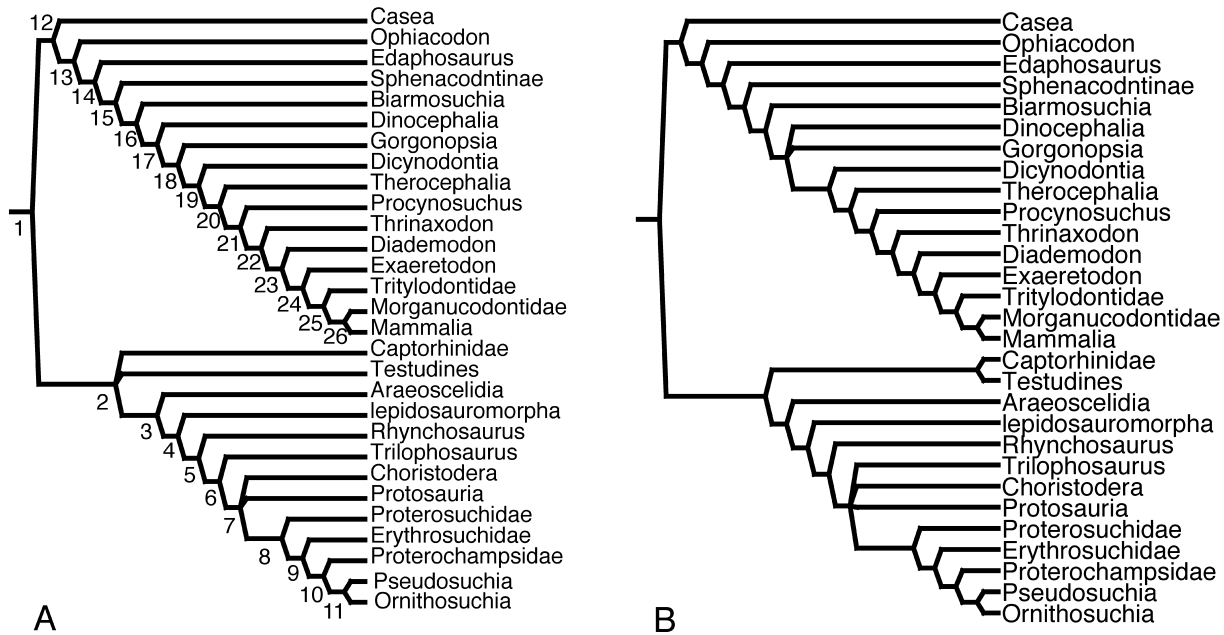 12
Casea
Ophiacodon
13
Edaphosaurus
14
Sphenacodntinae
15
Biarmosuchia
16
Dinocephalia
17
Gorgonopsia
18
Dicynodontia
19
Therocephalia
20
Procynosuchus
21
Thrinaxodon
22
Diademodon
23
Exaeretodon
24
Tritylodontidae
25
Morganucodontidae
26
Mammalia
1
Captorhinidae
Testudines
2
Araeoscelidia
3
lepidosauromorpha
4
Rhynchosaurus
5
Trilophosaurus
6
Choristodera
Protosauria
7
Proterosuchidae
8
Erythrosuchidae
9
Proterochampsidae
10
Pseudosuchia
11
Ornithosuchia
A
Casea
Ophiacodon
Edaphosaurus
Sphenacodntinae
Biarmosuchia
Dinocephalia
Gorgonopsia
Dicynodontia
Therocephalia
Procynosuchus
Thrinaxodon
Diademodon
Exaeretodon
Tritylodontidae
Morganucodontidae
Mammalia
Captorhinidae
Testudines
Araeoscelidia
lepidosauromorpha
Rhynchosaurus
Trilophosaurus
Choristodera
Protosauria
Proterosuchidae
Erythrosuchidae
Proterochampsidae
Pseudosuchia
Ornithosuchia
B